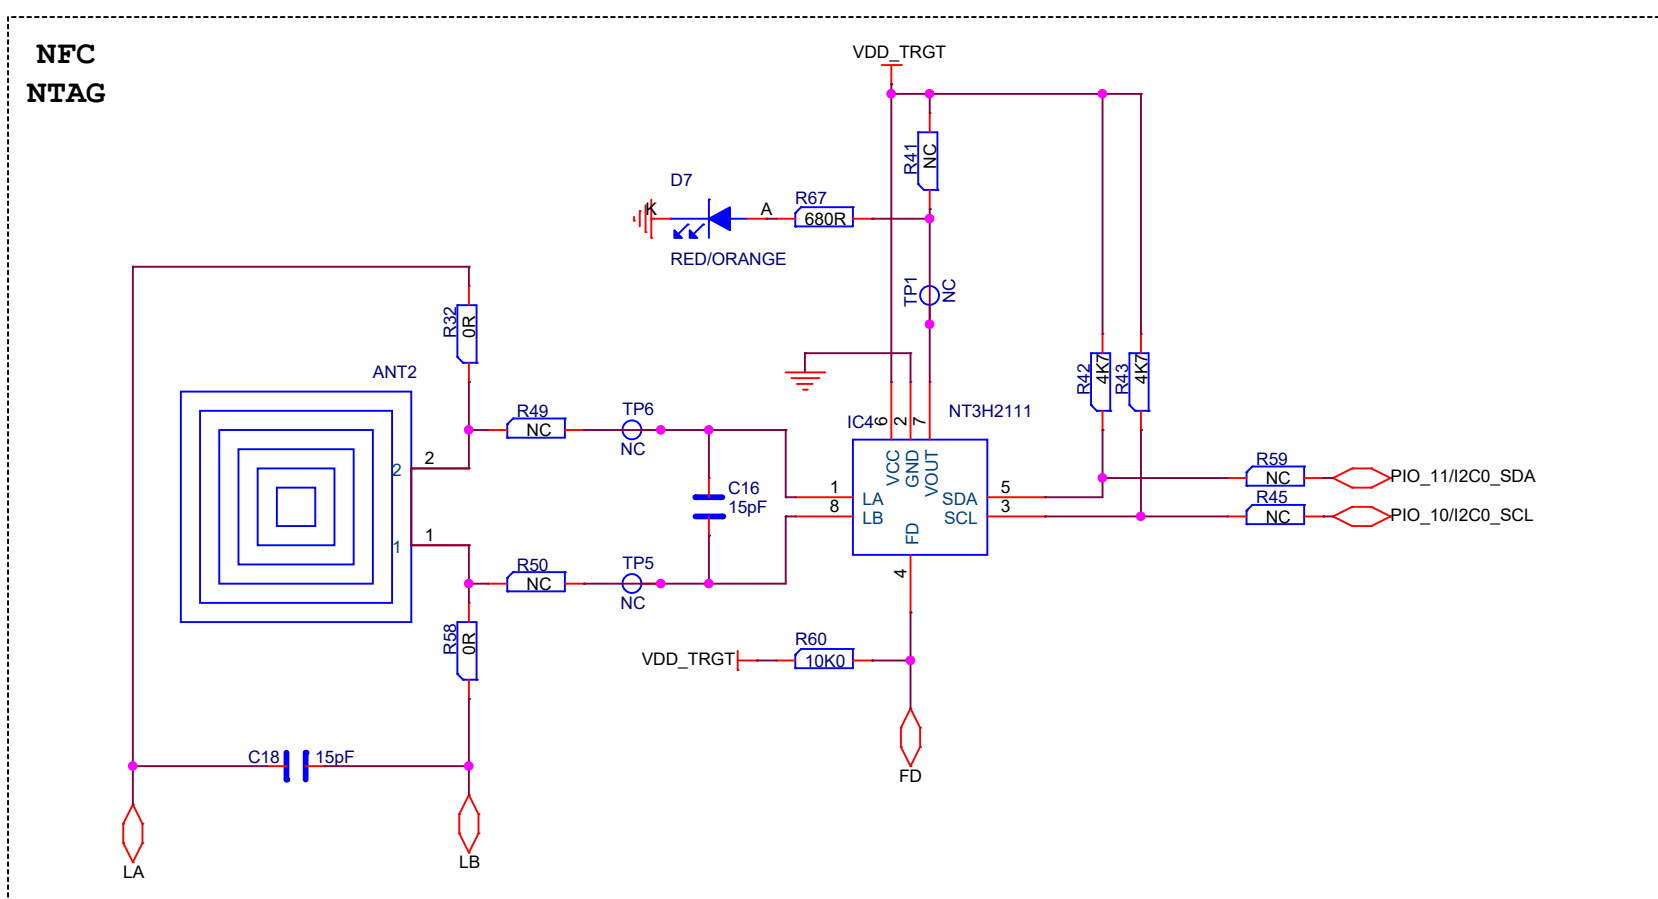 NFC
NTAG
VDD_TRGT
R41
NC
D7
K
A
R67
680R
RED/ORANGE
TP1
NC
R32
0R
ANT2
R42
4K7
R43
4K7
R49
NC
TP6
NC
IC4
6
2
7
NT3H2111
VCC
GND
VOUT
2
2
C16
15pF
1
LA
8
LB
SDA
5
SCL
3
FD
4
R59
NC
PIO_11/I2C0_SDA
R45
NC
PIO_10/I2C0_SCL
1
1
R50
NC
TP5
NC
R58
0R
VDD_TRGT
R60
10K0
C18
15pF
FD
LA
LB